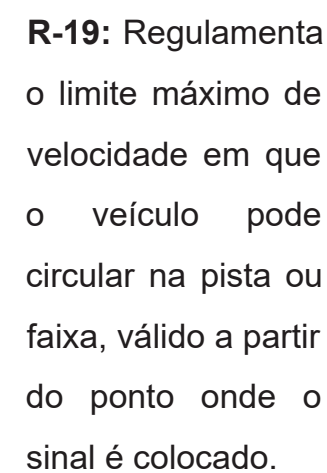 R-19: Regulamenta
o limite máximo de
velocidade em que
o veículo pode
circular na pista ou
faixa, válido a partir
do ponto onde o
sinal é colocado.